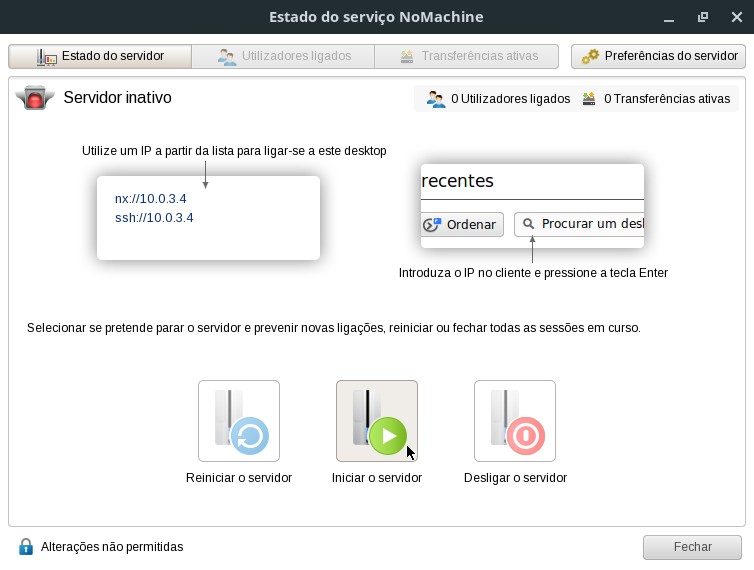 Estado do serviço NoMachine
Estado do servidor
Utilizadores ligados
Transferências ativas
Preferências do servidor
Servidor inativo
0 Utilizadores ligados
0 Transferências ativas
Utilize um IP a partir da lista para ligar-se a este desktop
nx://10.0.3.4
ssh://10.0.3.4
recentes
Ordenar
Procurar um des
Introduza o IP no cliente e pressione a tecla Enter
Selecionar se pretende parar o servidor e prevenir novas ligações, reiniciar ou fechar todas as sessões em curso.
Reiniciar o servidor
Iniciar o servidor
Desligar o servidor
Alterações não permitidas
Fechar